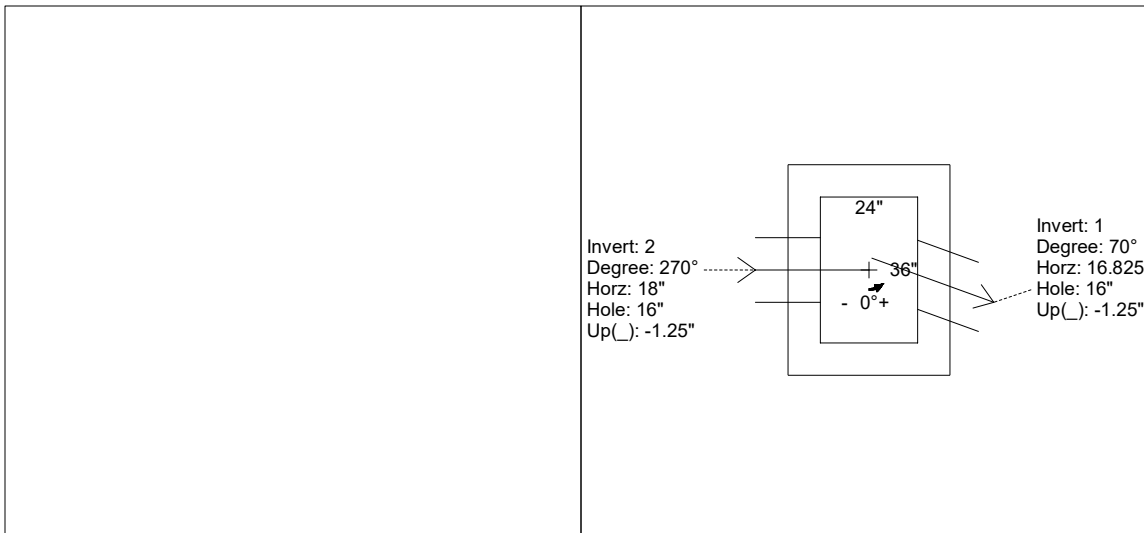 24"
36"
- 0°+
Invert: 2
Degree: 270°
Horz: 18"
Hole: 16"
Up(_): -1.25"
Invert: 1
Degree: 70°
Horz: 16.825
Hole: 16"
Up(_): -1.25"